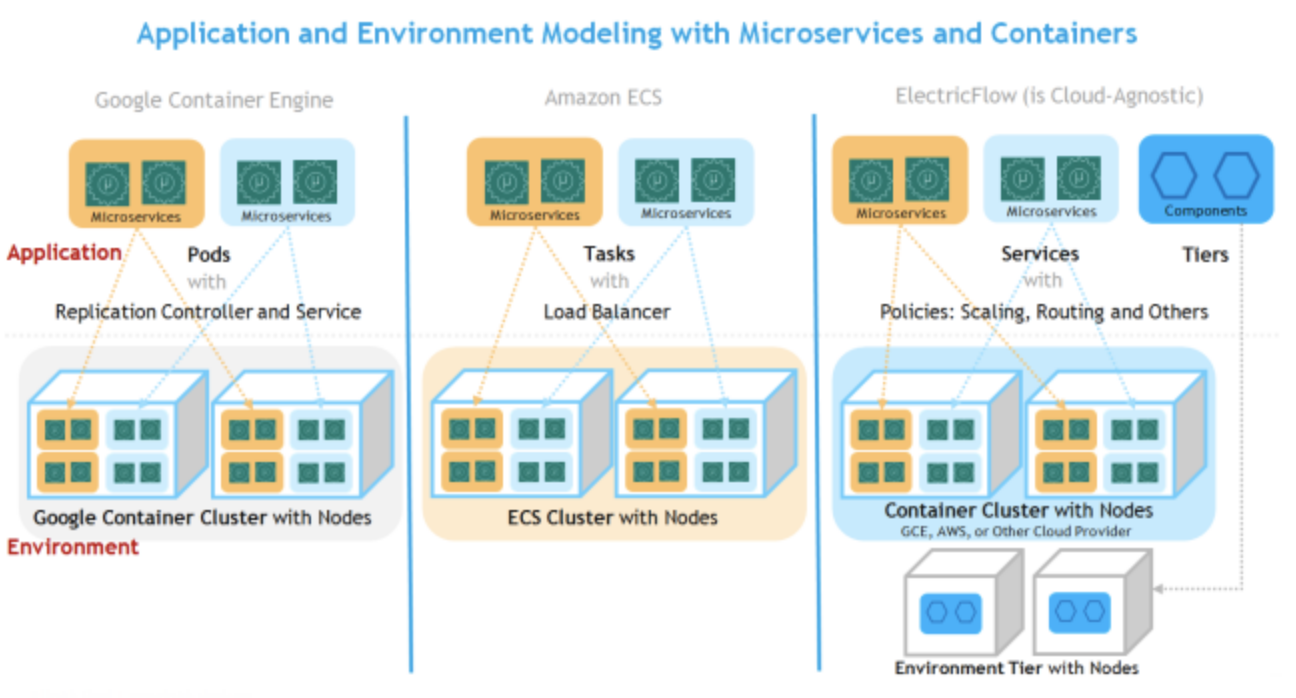 Application and Environment Modeling with Microservices and Containers
Google Container Engine
Microservices
Microservices
Application
Pods
with
Replication Controller and Service
Google Container Cluster with Nodes
Environment
Amazon ECS
Microservices
Microservices
Tasks
with
Load Balancer
ECS Cluster with Nodes
ElectricFlow (is Cloud-Agnostic)
Microservices
Microservices
Components
Services
Tiers
with
Policies: Scaling, Routing and Others
Container Cluster with Nodes
GCE, AWS, or Other Cloud Provider
Environment Tier with Nodes